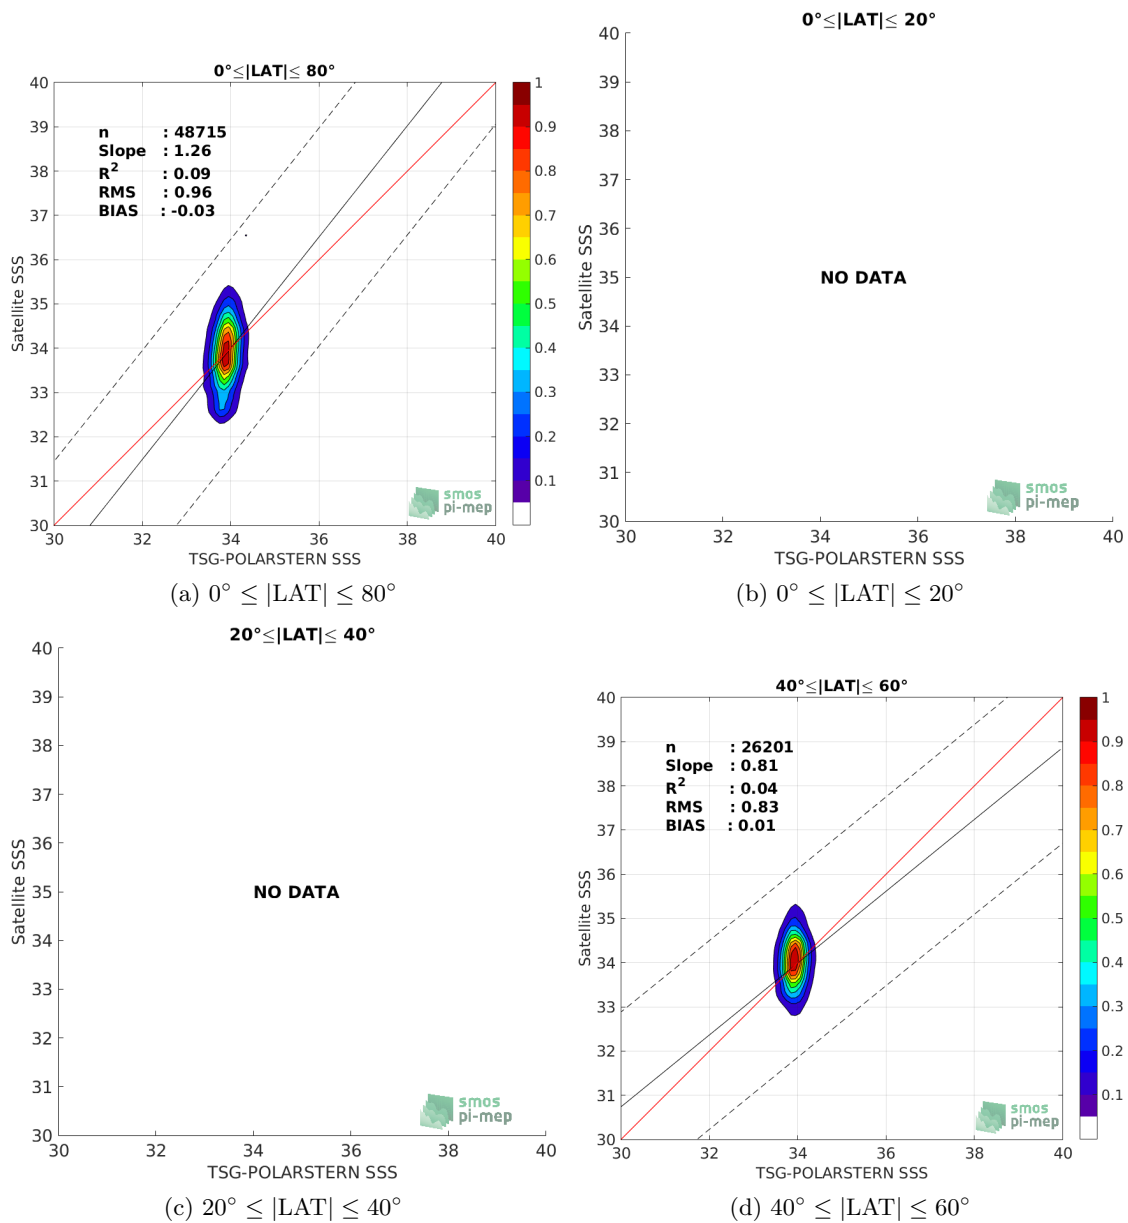 0°≤|LAT|≤ 80°
40
39
38
37
36
35
34
33
32
31
30
n : 48715
Slope : 1.26
R² : 0.09
RMS : 0.96
BIAS : -0.03
1
0.9
0.8
0.7
0.6
0.5
0.4
0.3
0.2
0.1
Satellite SSS
smos
pi-mep
30 32 34 36 38 40
TSG-POLARSTERN SSS
(a) 0° ≤ |LAT| ≤ 80°
0°≤|LAT|≤ 20°
40
39
38
37
36
35
34
33
32
31
30
Satellite SSS
NO DATA
smos
pi-mep
30 32 34 36 38 40
TSG-POLARSTERN SSS
(b) 0° ≤ |LAT| ≤ 20°
20°≤|LAT|≤ 40°
40
39
38
37
36
35
34
33
32
31
30
Satellite SSS
NO DATA
smos
pi-mep
30 32 34 36 38 40
TSG-POLARSTERN SSS
(c) 20° ≤ |LAT| ≤ 40°
40°≤|LAT|≤ 60°
40
39
38
37
36
35
34
33
32
31
30
n : 26201
Slope : 0.81
R² : 0.04
RMS : 0.83
BIAS : 0.01
1
0.9
0.8
0.7
0.6
0.5
0.4
0.3
0.2
0.1
Satellite SSS
smos
pi-mep
30 32 34 36 38 40
TSG-POLARSTERN SSS
(d) 40° ≤ |LAT| ≤ 60°